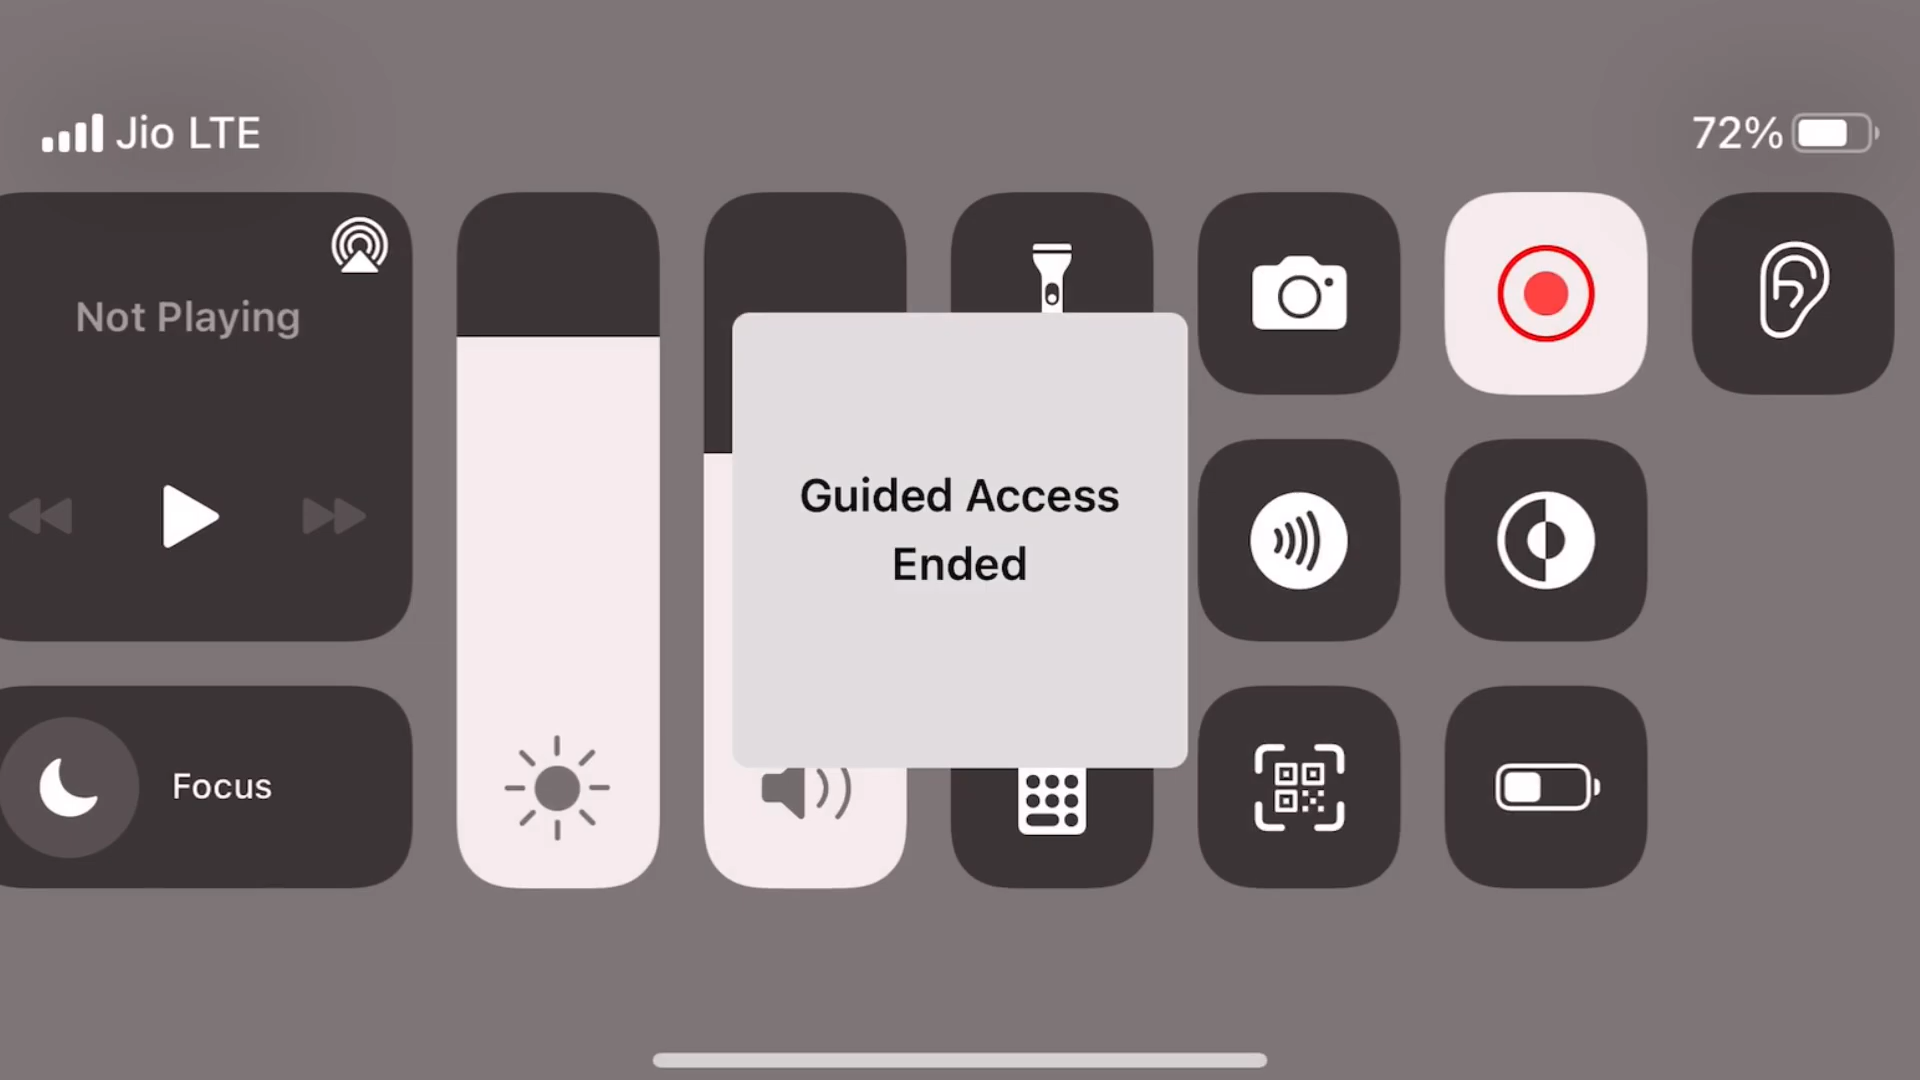 Jio LTE
72%
Not Playing
Guided Access
Ended
Focus